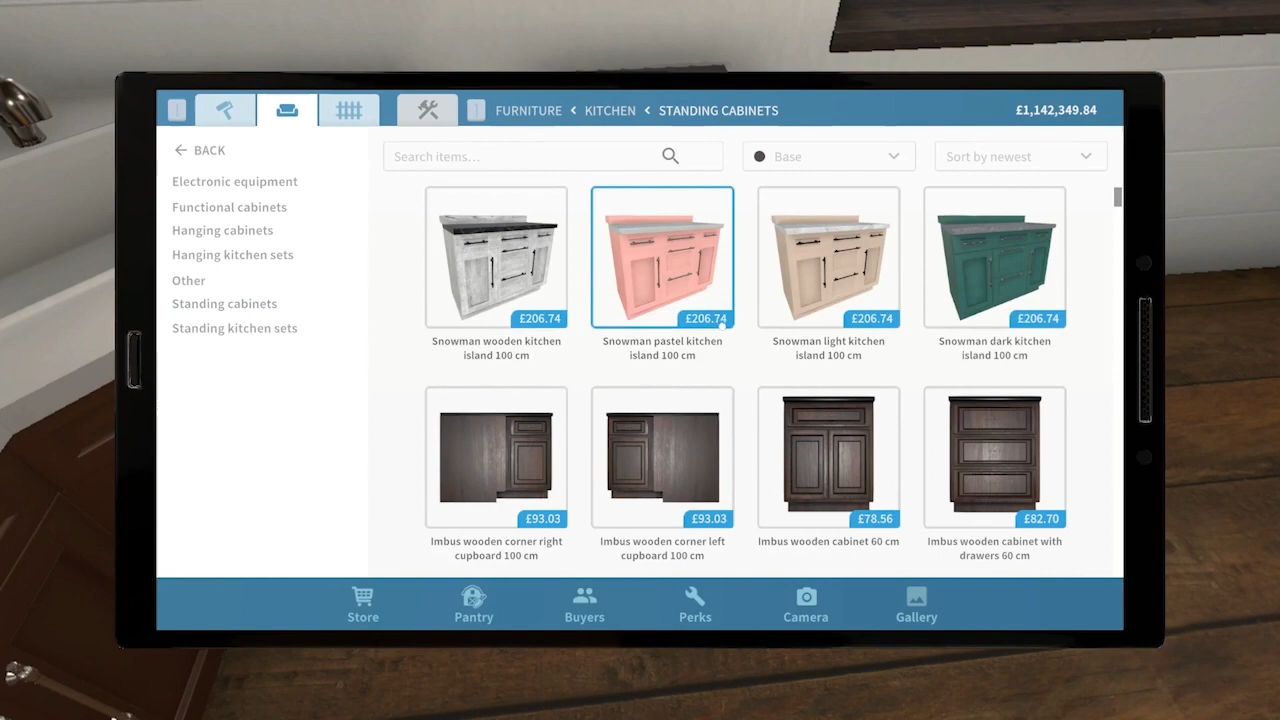 FURNITURE < KITCHEN < STANDING CABINETS
£1,142,349.84
BACK
Search items...
Base
Sort by newest
Electronic equipment
Functional cabinets
Hanging cabinets
Hanging kitchen sets
Other
Standing cabinets
Standing kitchen sets
£206.74
£206.74
£206.74
£206.74
Snowman wooden kitchen
island 100 cm
Snowman pastel kitchen
island 100 cm
Snowman light kitchen
island 100 cm
Snowman dark kitchen
island 100 cm
£93.03
£93.03
£78.56
£82.70
Imbus wooden corner right
cupboard 100 cm
Imbus wooden corner left
cupboard 100 cm
Imbus wooden cabinet 60 cm
Imbus wooden cabinet with
drawers 60 cm
Store
Pantry
Buyers
Perks
Camera
Gallery